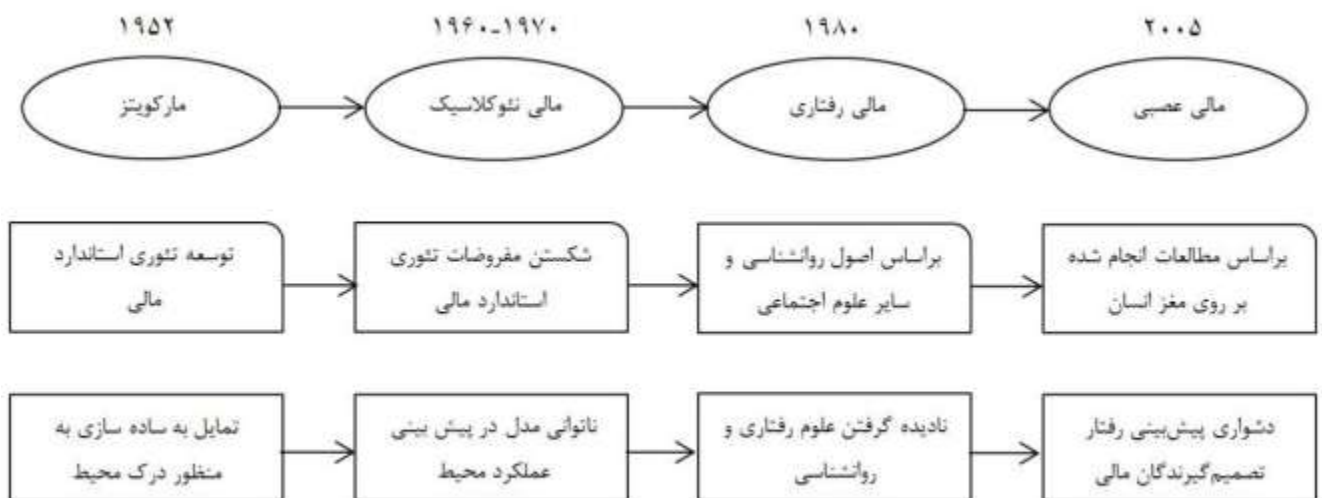 ۱۹۵۲
۱۹۶۰-۱۹۷۰
۱۹۸۰
۲۰۰۵
مارکویتز
مالی نئوکلاسیک
مالی رفتاری
مالی عصبی
توسعه تئوری استاندارد
مالی
شکستن مفروضات تئوری
استاندارد مالی
براساس اصول روانشناسی و
سایر علوم اجتماعی
براساس مطالعات انجام شده
بر روی مغز انسان
تمایل به ساده سازی به
منظور درک محیط
ناتوانی مدل در پیش بینی
عملکرد محیط
نادیده گرفتن علوم رفتاری و
روانشناسی
دشواری پیش‌بینی رفتار
تصمیم‌گیرندگان مالی